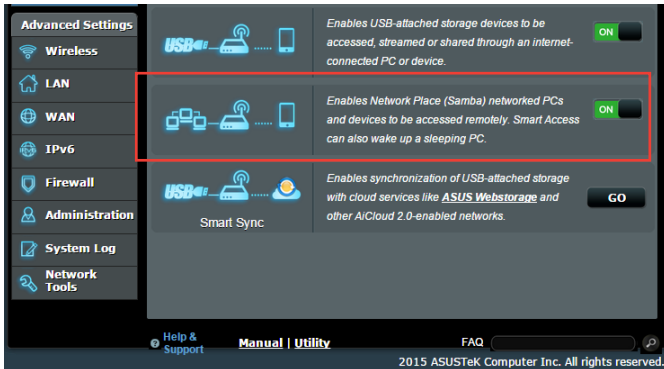 Advanced Settings
Wireless
LAN
WAN
IPv6
Firewall
Administration
System Log
Network
Tools
USB
Enables USB-attached storage devices to be
accessed, streamed or shared through an internet-
connected PC or device.
ON
Enables Network Place (Samba) networked PCs
and devices to be accessed remotely. Smart Access
can also wake up a sleeping PC.
ON
USB
Smart Sync
Enables synchronization of USB-attached storage
with cloud services like ASUS Webstorage and
other AiCloud 2.0-enabled networks.
GO
Help &
Support
Manual | Utility
FAQ
2015 ASUSTeK Computer Inc. All rights reserved.